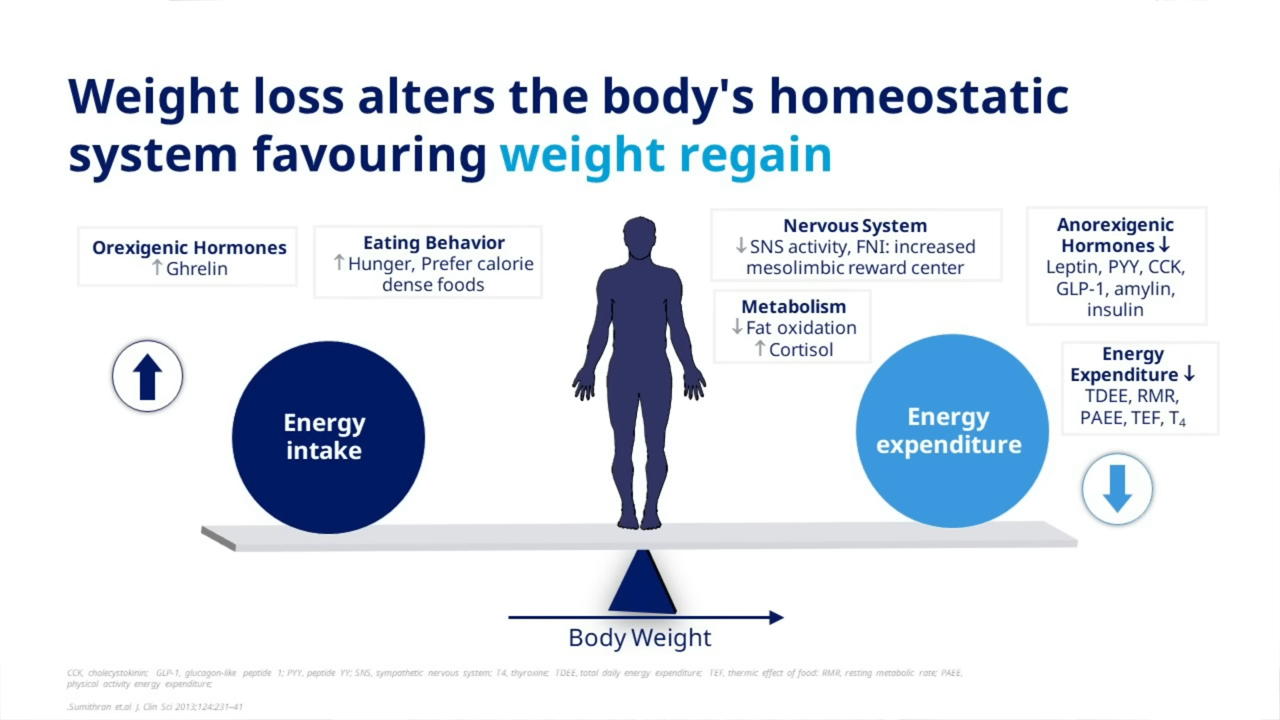 Weight loss alters the body's homeostatic
system favouring weight regain
Orexigenic Hormones
↑Ghrelin
Eating Behavior
↑Hunger, Prefer calorie
dense foods
Nervous System
↓SNS activity, FNI: increased
mesolimbic reward center
Metabolism
↓Fat oxidation
↑Cortisol
Anorexigenic
Hormones↓
Leptin, PYY, CCK,
GLP-1, amylin,
insulin
Energy
Expenditure↓
TDEE, RMR,
PAEE, TEF, T₄
Energy
intake
Energy
expenditure
Body Weight
CCK, cholecystokinin; GLP-1, glucagon-like peptide 1; PYY, peptide YY; SNS, sympathetic nervous system; T4, thyroxine; TDEE, total daily energy expenditure; TEF, thermic effect of food: RMR, resting metabolic rate; PAEE,
physical activity energy expenditure;
.Sumithran et.al J. Clin Sci 2013;124:231–41